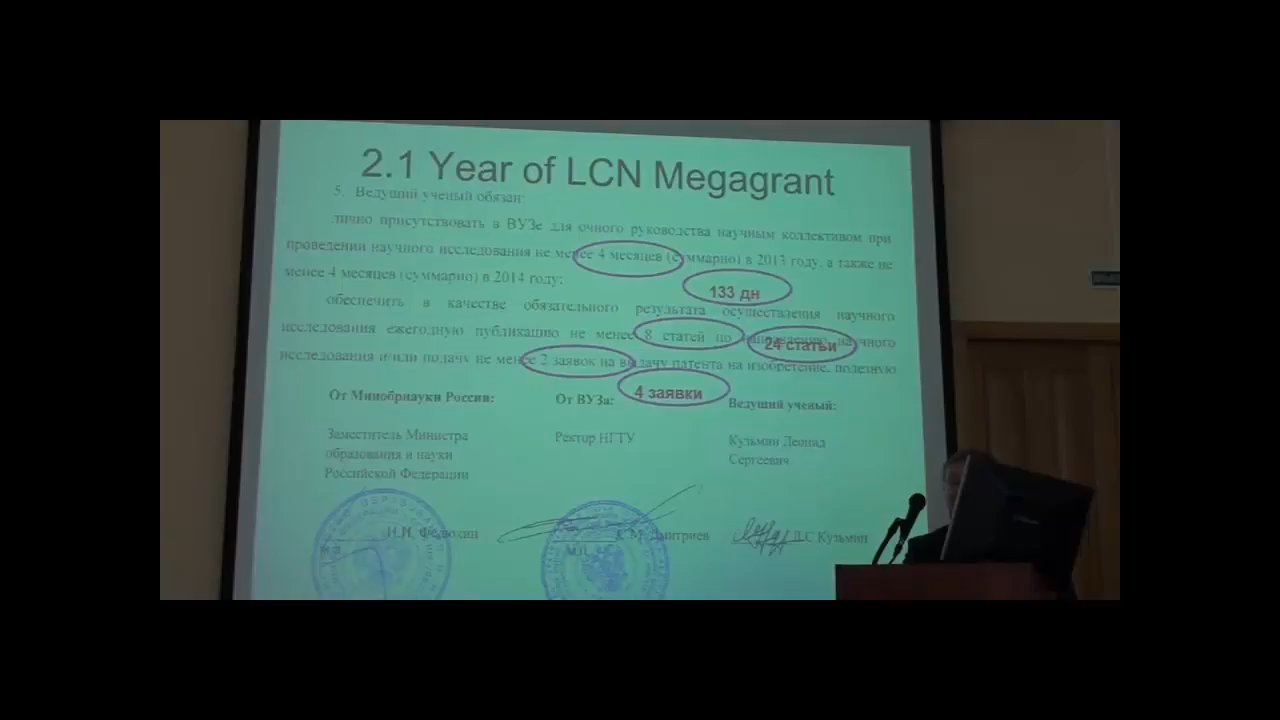 2.1 Year of LCN Megagrant
5. Ведущий ученый обязан:
лично присутствовать в ВУЗе для очного руководства научным коллективом при
проведении научного исследования не менее 4 месяцев (суммарно) в 2013 году, а также не
менее 4 месяцев (суммарно) в 2014 году;
133 дн
обеспечить в качестве обязательного результата осуществления научного
исследования ежегодную публикацию не менее 8 статей по направлению научного
24 статьи
исследования и/или подачу не менее 2 заявок на выдачу патента на изобретение, полезную
4 заявки
От Минобрнауки России: От ВУЗа: Ведущий ученый:
Заместитель Министра Ректор НГТУ Кузьмин Леонид
образования и науки Сергеевич
Российской Федерации
С.М. Дмитриев Л.С. Кузьмин
М.П.